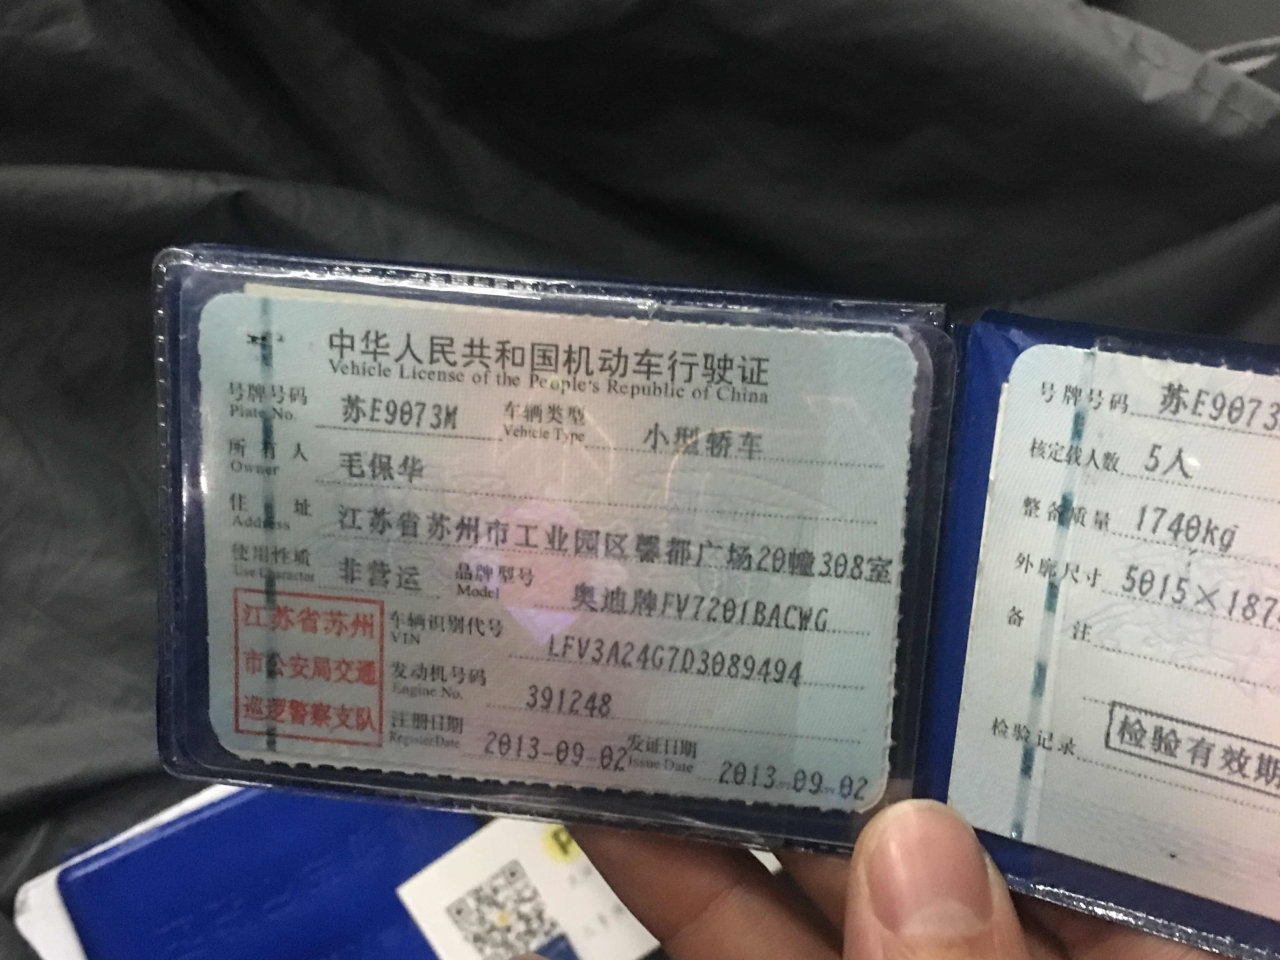 中华人民共和国机动车行驶证
Vehicle License of the People's Republic of China
号牌号码 苏E9073M 车辆类型 小型轿车
Plate No. Vehicle Type
所有人 毛保华
Owner
住址 江苏省苏州市工业园区馨都广场20幢308室
Address
使用性质 非营运 品牌型号 奥迪牌FV7201BACWG
Use Character Model
江苏省苏州
市公安局交通
巡逻警察支队
车辆识别代号 LFV3A24G7D3089494
VIN
发动机号码 391248
Engine No.
注册日期 2013-09-02 发证日期 2013-09-02
Register Date Issue Date
号牌号码 苏E9073
核定载人数 5人
整备质量 1740kg
外廓尺寸 5015×187
备注
检验记录 检验有效期